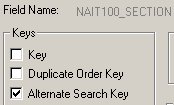 Field Name: NAIT100_SECTION
Keys
Key
Duplicate Order Key
Alternate Search Key